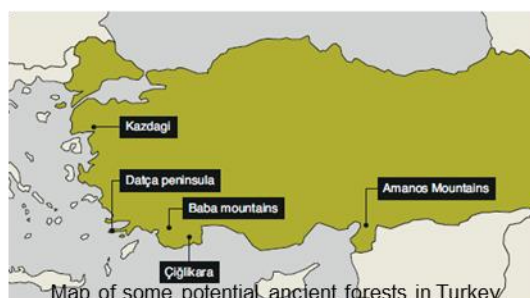 Kazdagi
Datça peninsula
Amanos Mountains
Baba mountains
Çiğlikara
Map of some potential ancient forests in Turkey